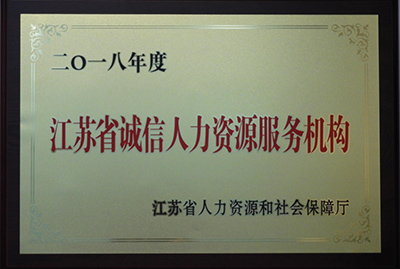 二〇一八年度
江苏省诚信人力资源服务机构
江苏省人力资源和社会保障厅